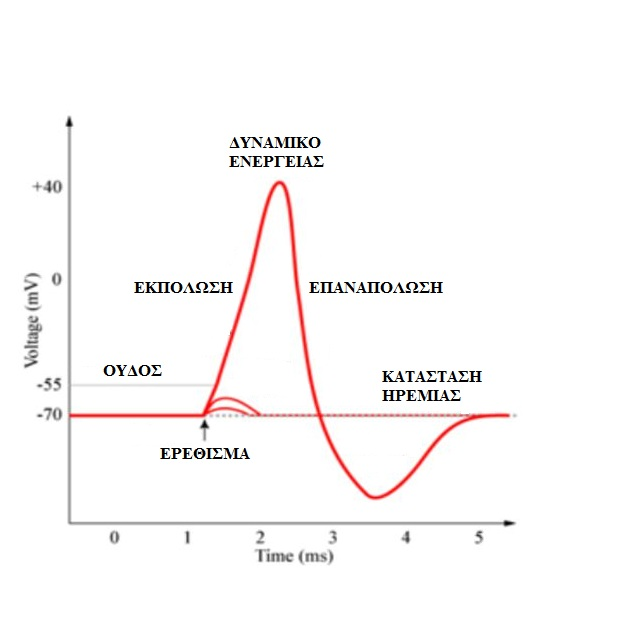 ΔΥΝΑΜΙΚΟ
ΕΝΕΡΓΕΙΑΣ
+40
ΕΚΠΟΛΩΣΗ
0
ΕΠΑΝΑΠΟΛΩΣΗ
Voltage (mV)
ΟΥΔΟΣ
-55
ΚΑΤΑΣΤΑΣΗ
ΗΡΕΜΙΑΣ
-70
ΕΡΕΘΙΣΜΑ
0 1 2 3 4 5
Time (ms)